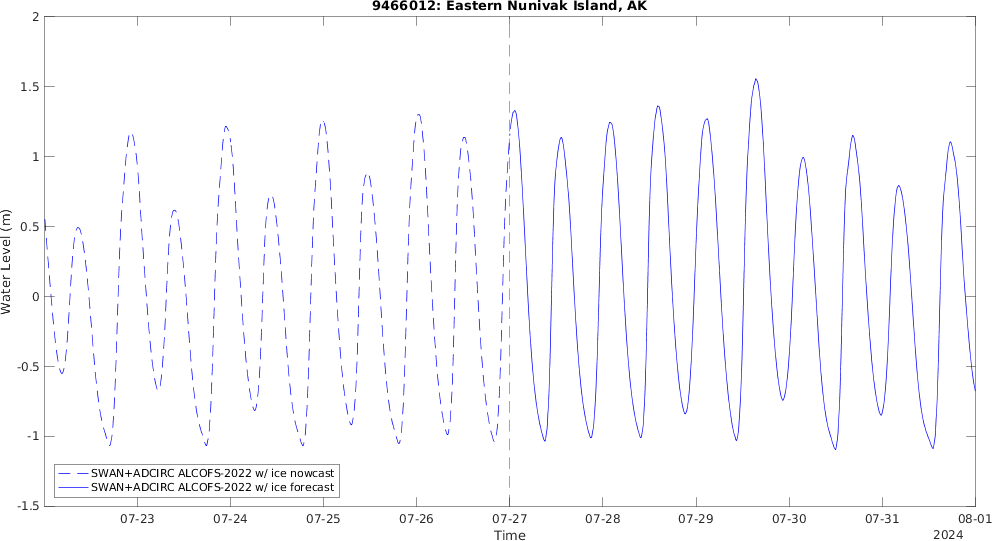 9466012: Eastern Nunivak Island, AK
Water Level (m)
2
1.5
1
0.5
0
-0.5
-1
-1.5
SWAN+ADCIRC ALCOFS-2022 w/ ice nowcast
SWAN+ADCIRC ALCOFS-2022 w/ ice forecast
07-23 07-24 07-25 07-26 07-27 07-28 07-29 07-30 07-31 08-01
Time
2024